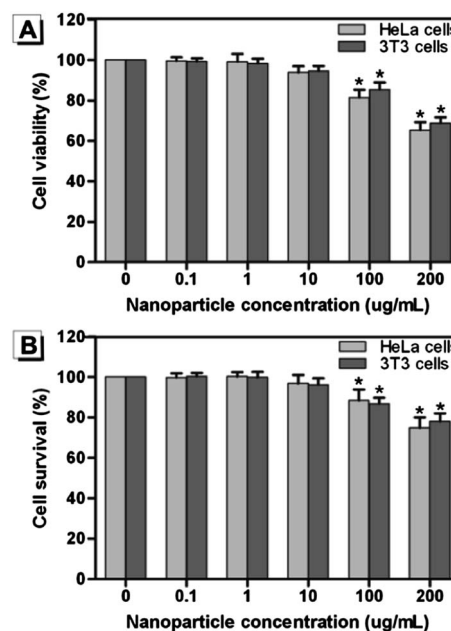 A
120
100
80
60
40
20
0
Cell viability (%)
HeLa cells
3T3 cells
* *
* *
0 0.1 1 10 100 200
Nanoparticle concentration (ug/mL)
B
120
100
80
60
40
20
0
Cell survival (%)
HeLa cells
3T3 cells
* *
* *
0 0.1 1 10 100 200
Nanoparticle concentration (ug/mL)